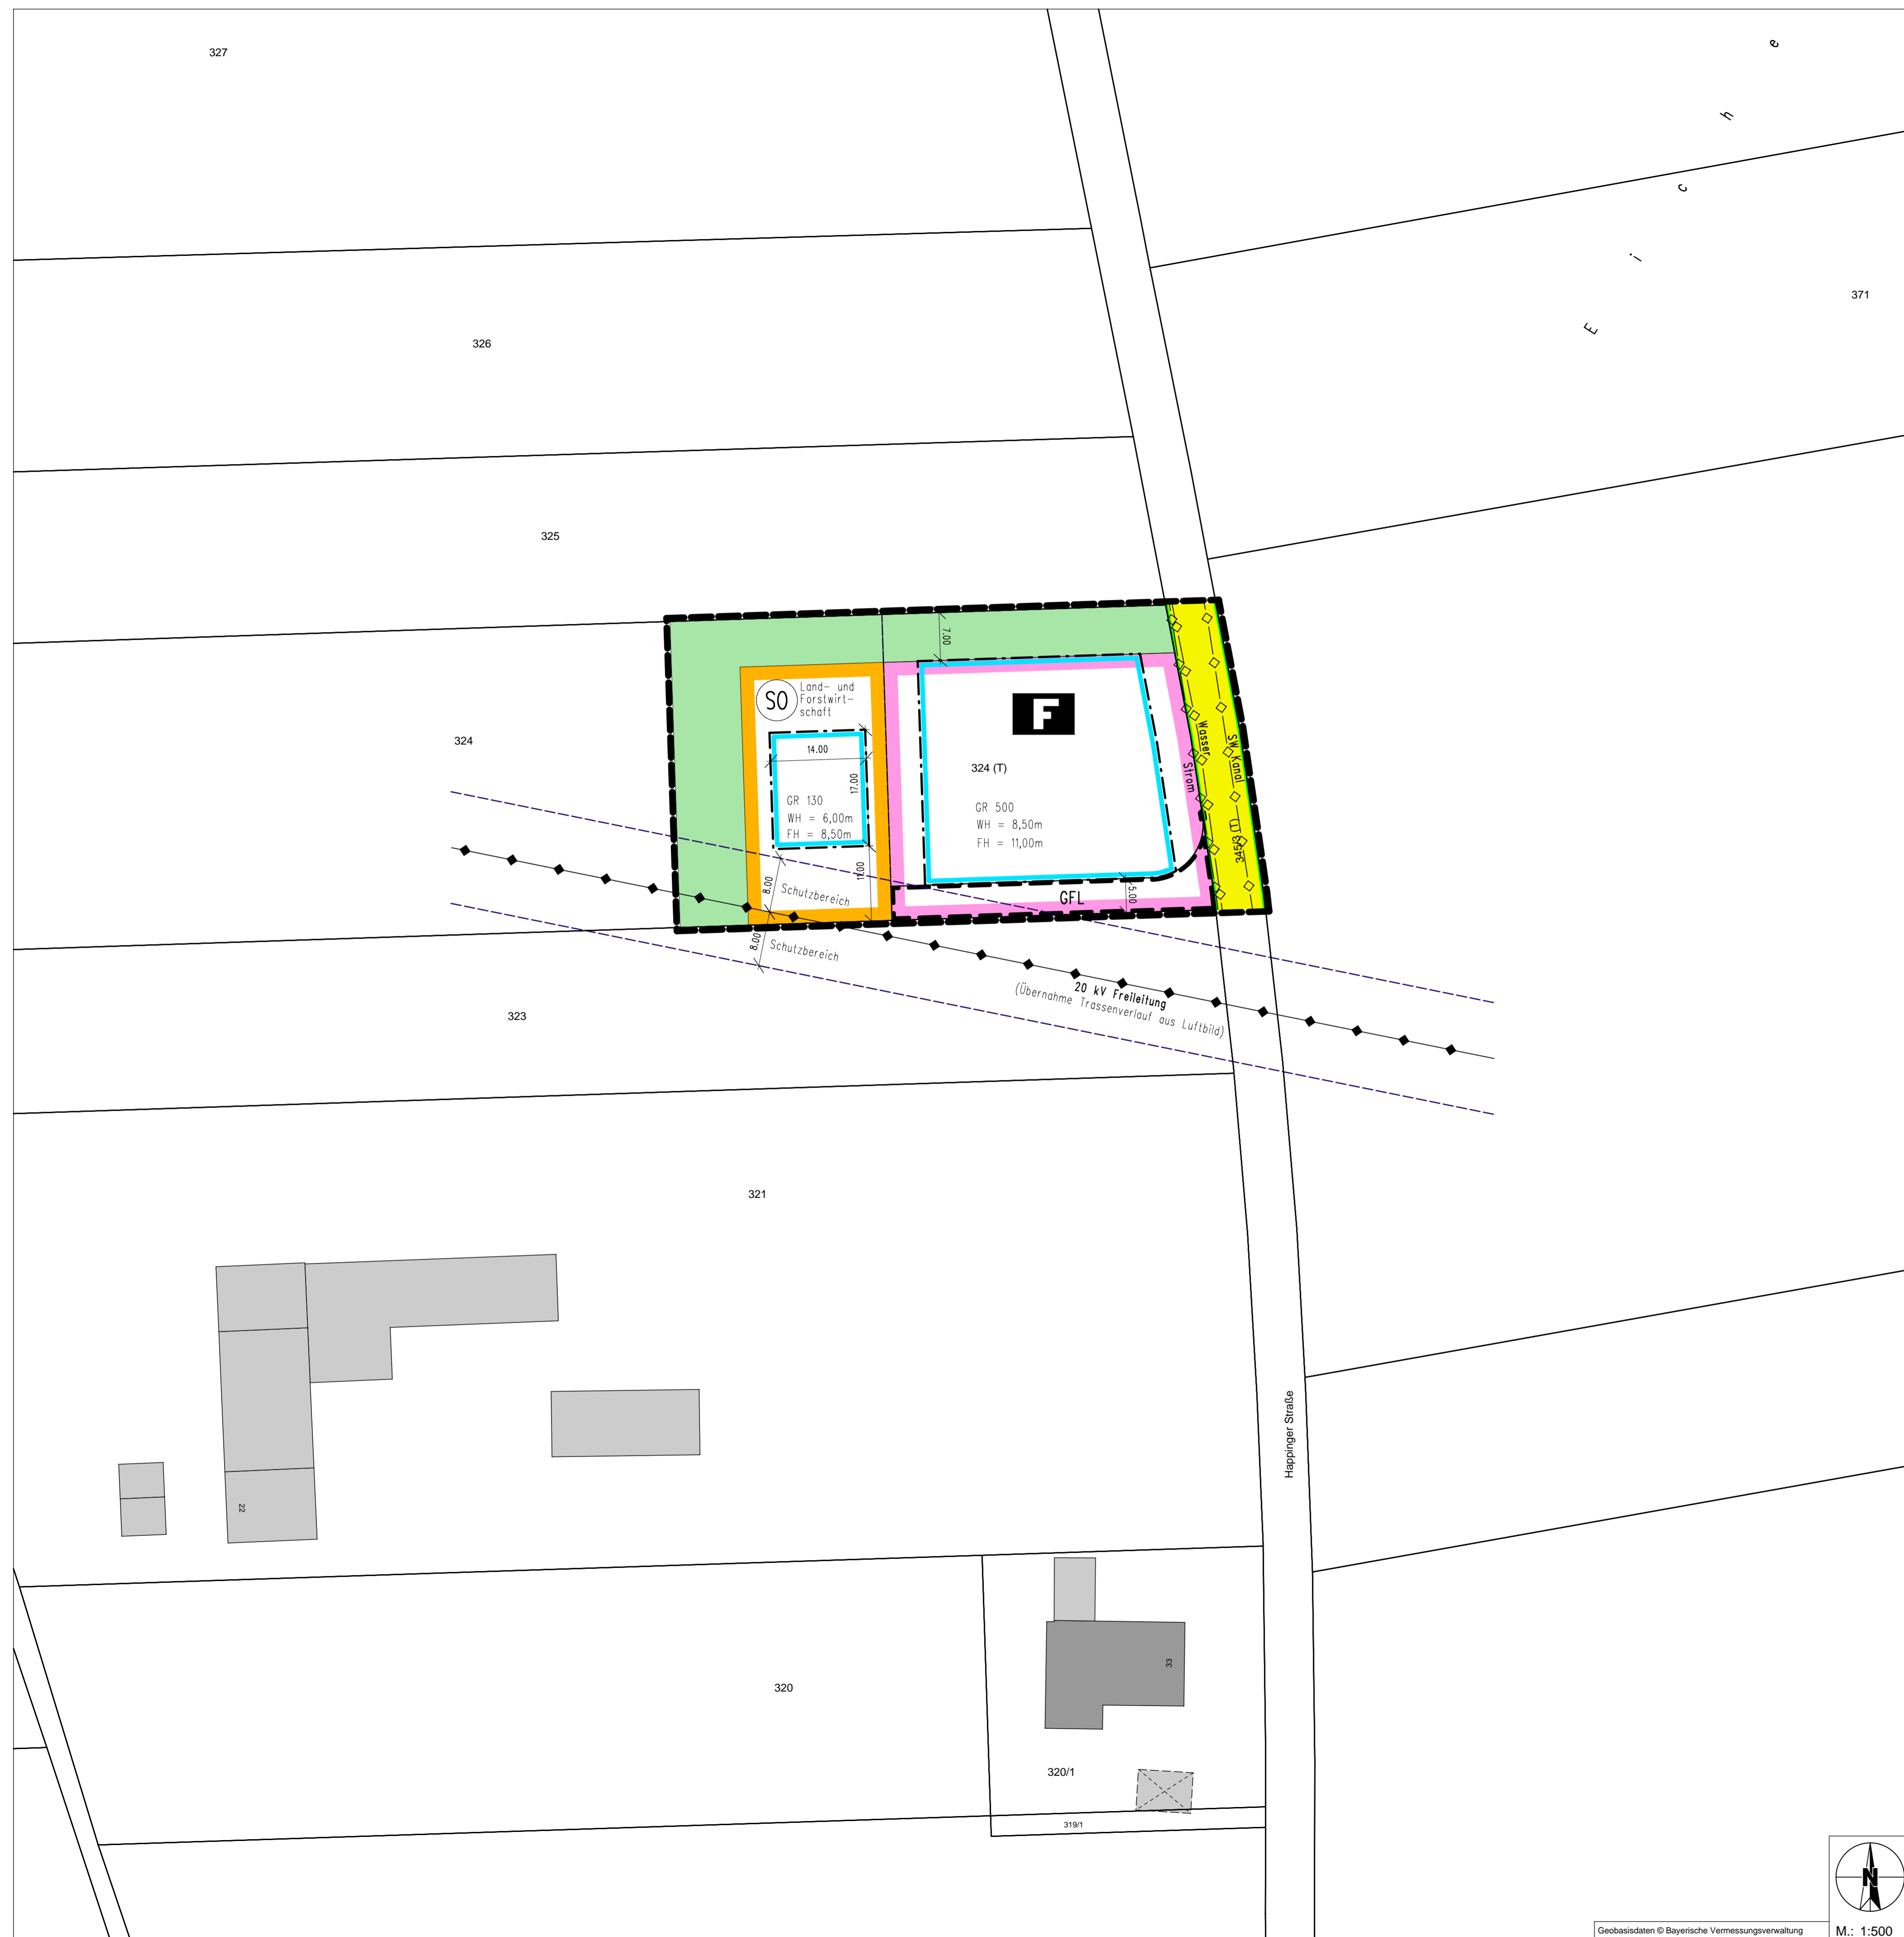 327
E i c h e
371
326
325
7.00
SO
Land- und
Forstwirt-
schaft
F
324
14.00
17.00
324 (T)
GR 130
WH = 6,00m
FH = 8,50m
GR 500
WH = 8,50m
FH = 11,00m
Wasser
SW Kanal
Strom
345/3 (T)
8.00
Schutzbereich
11.00
GFL
5.00
8.00
Schutzbereich
20 kV Freileitung
(Übernahme Trassenverlauf aus Luftbild)
323
321
Happinger Straße
22
33
320
320/1
319/1
N
Geobasisdaten © Bayerische Vermessungsverwaltung
M.: 1:500